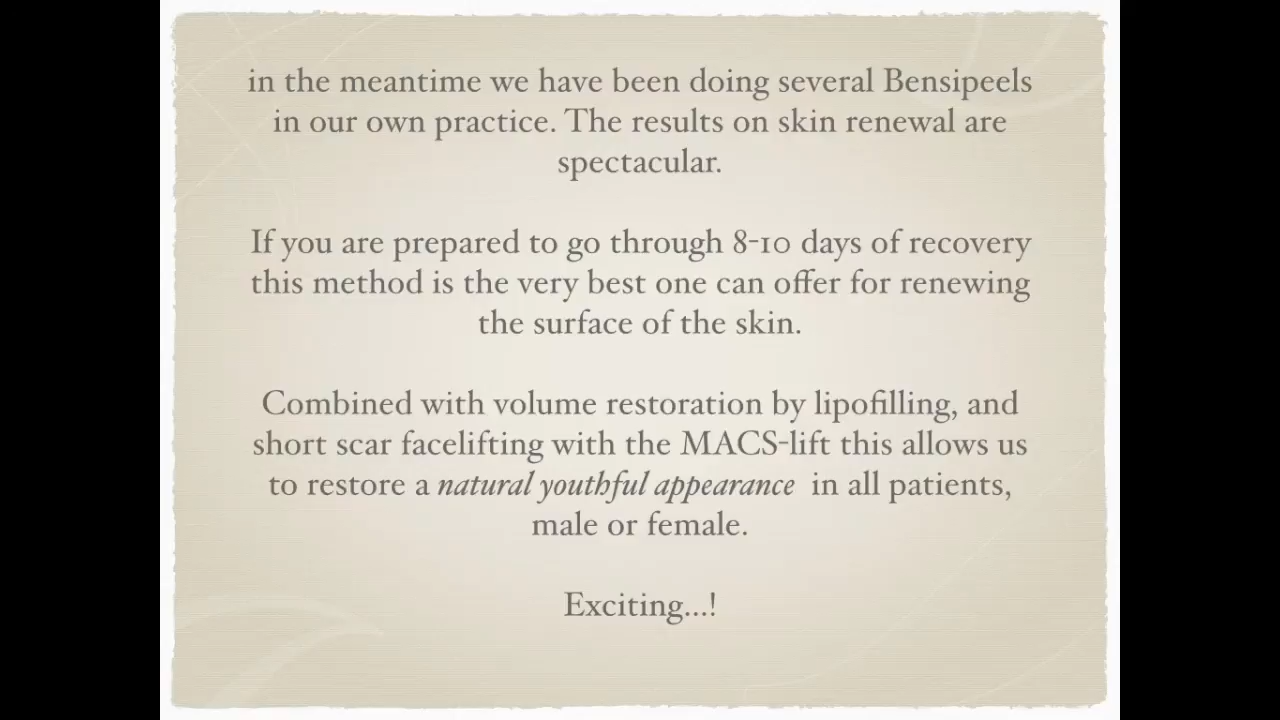 in the meantime we have been doing several Bensipeels
in our own practice. The results on skin renewal are
spectacular.
If you are prepared to go through 8-10 days of recovery
this method is the very best one can offer for renewing
the surface of the skin.
Combined with volume restoration by lipofilling, and
short scar facelifting with the MACS-lift this allows us
to restore a natural youthful appearance in all patients,
male or female.
Exciting...!